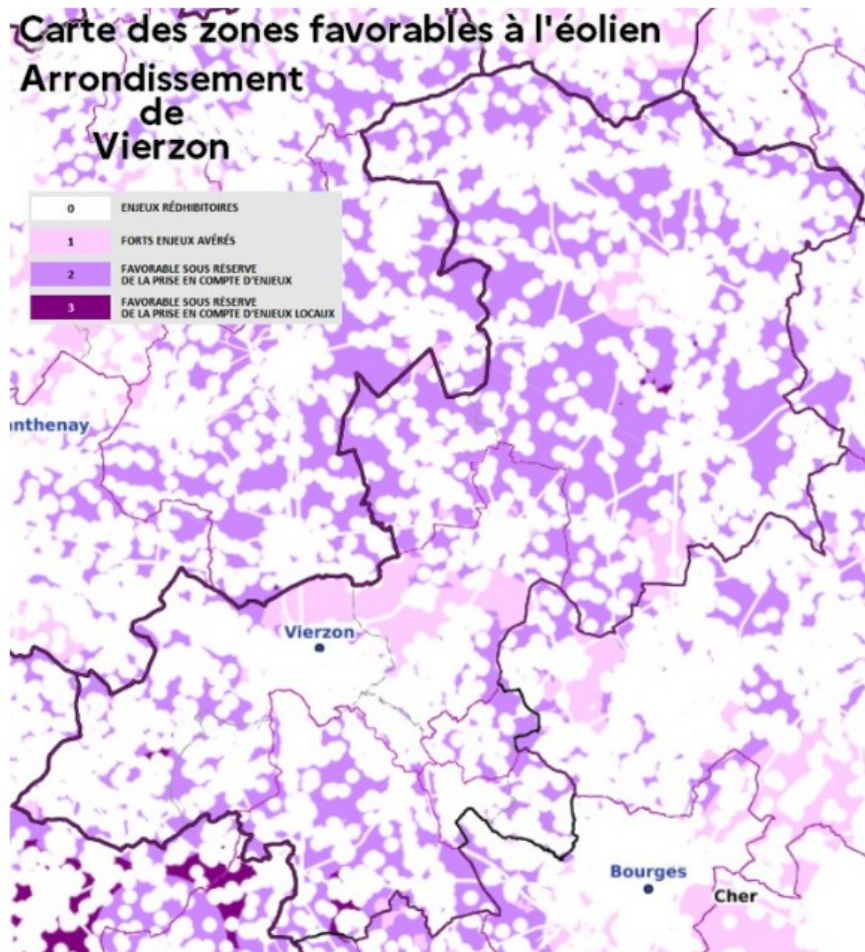 Carte des zones favorables à l'éolien
Arrondissement
de
Vierzon
0 ENJEUX RÉDHIBITOIRES
1 FORTS ENJEUX AVÉRÉS
2 FAVORABLE SOUS RÉSERVE
DE LA PRISE EN COMPTE D'ENJEUX
3 FAVORABLE SOUS RÉSERVE
DE LA PRISE EN COMPTE D'ENJEUX LOCAUX
anthenay
Vierzon
Bourges
Cher